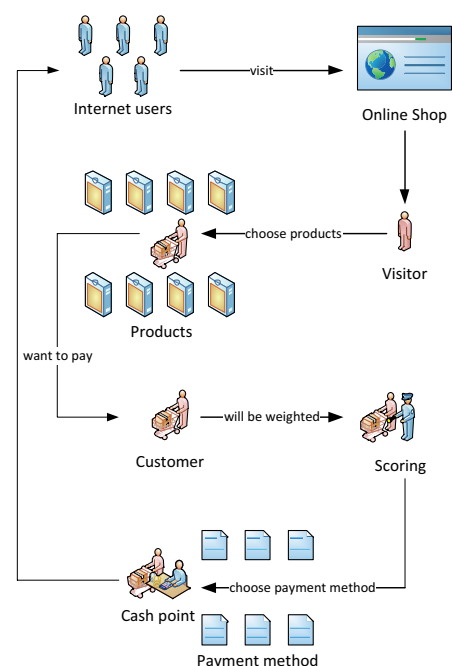 visit
Internet users
Online Shop
choose products
Visitor
Products
want to pay
will be weighted
Customer
Scoring
choose payment method
Cash point
Payment method